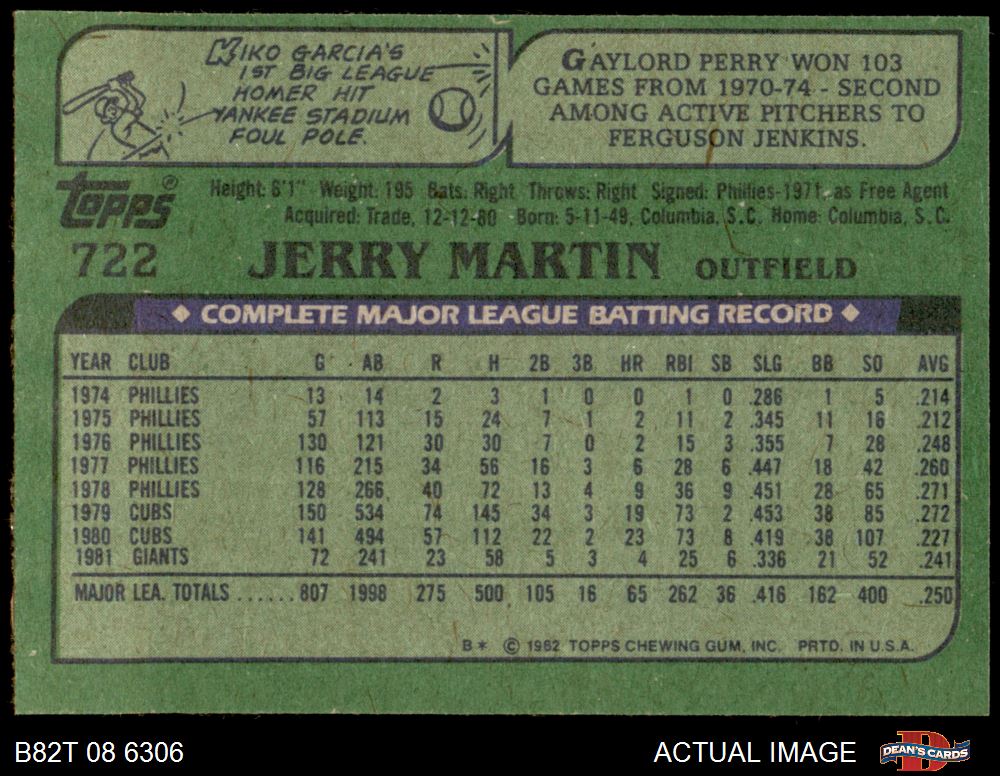 KIKO GARCIA'S
1ST BIG LEAGUE
HOMER HIT
YANKEE STADIUM
FOUL POLE.
GAYLORD PERRY WON 103
GAMES FROM 1970-74 - SECOND
AMONG ACTIVE PITCHERS TO
FERGUSON JENKINS.
topps®
Height: 6'1" Weight: 195 Bats: Right Throws: Right Signed: Phillies-1971, as Free Agent
Acquired: Trade, 12-12-80 Born: 5-11-49, Columbia, S.C. Home: Columbia, S.C.
722 JERRY MARTIN OUTFIELD
◆ COMPLETE MAJOR LEAGUE BATTING RECORD ◆
YEAR CLUB G AB R H 2B 3B HR RBI SB SLG BB SO AVG
1974 PHILLIES 13 14 2 3 1 0 0 1 0 .286 1 5 .214
1975 PHILLIES 57 113 15 24 7 1 2 11 2 .345 11 16 .212
1976 PHILLIES 130 121 30 30 7 0 2 15 3 .355 7 28 .248
1977 PHILLIES 116 215 34 56 16 3 6 28 6 .447 18 42 .260
1978 PHILLIES 128 266 40 72 13 4 9 36 9 .451 28 65 .271
1979 CUBS 150 534 74 145 34 3 19 73 2 .453 38 85 .272
1980 CUBS 141 494 57 112 22 2 23 73 8 .419 38 107 .227
1981 GIANTS 72 241 23 58 5 3 4 25 6 .336 21 52 .241
MAJOR LEA. TOTALS ...... 807 1998 275 500 105 16 65 262 36 .416 162 400 .250
B* © 1982 TOPPS CHEWING GUM, INC. PRTD. IN U.S.A.
B82T 08 6306 ACTUAL IMAGE DEAN'S CARDS